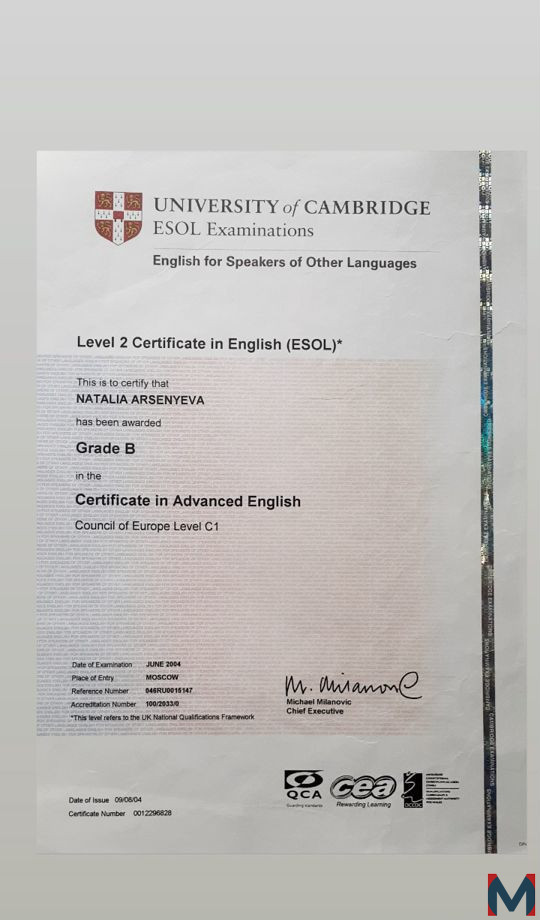 UNIVERSITY of CAMBRIDGE
ESOL Examinations
English for Speakers of Other Languages
Level 2 Certificate in English (ESOL)*
This is to certify that
NATALIA ARSENYEVA
has been awarded
Grade B
in the
Certificate in Advanced English
Council of Europe Level C1
Date of Examination JUNE 2004
Place of Entry MOSCOW
Reference Number 046RU0015147
Accreditation Number 100/2033/0
*This level refers to the UK National Qualifications Framework
M. Milanovic
Michael Milanovic
Chief Executive
QCA
Guarding standards
cea
Rewarding Learning
Date of Issue 09/08/04
Certificate Number 0012296828
M